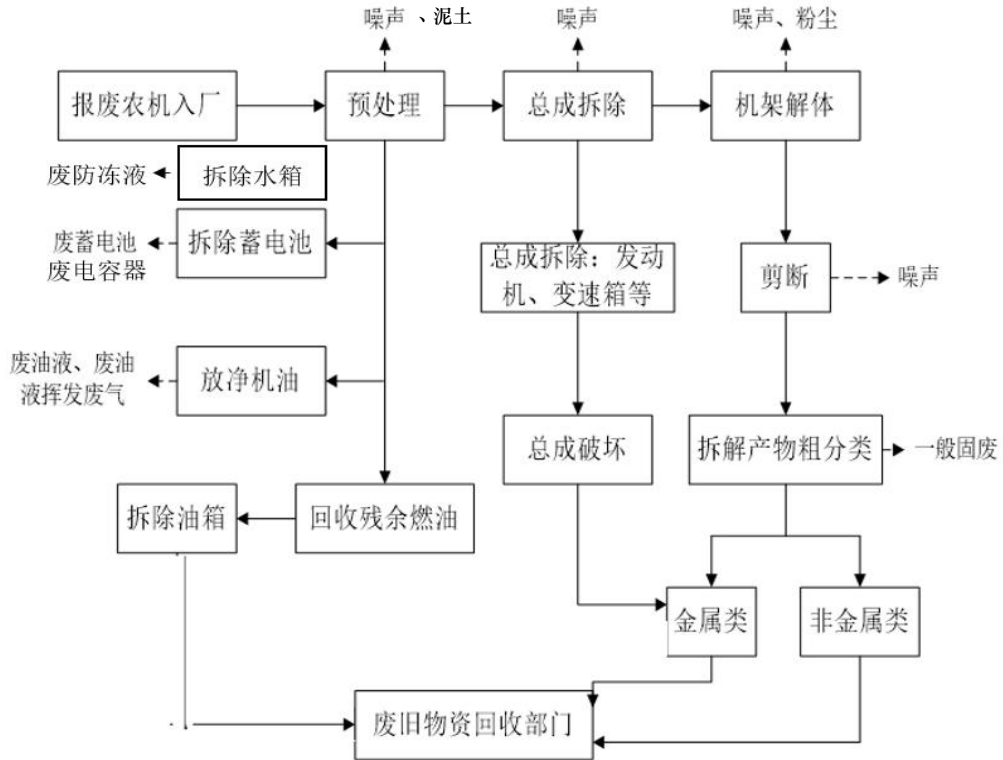 噪声、泥土
噪声
噪声、粉尘
报废农机入厂
预处理
总成拆除
机架解体
废防冻液
拆除水箱
废蓄电池
废电容器
拆除蓄电池
总成拆除：发动
机、变速箱等
剪断
噪声
废油液、废油
液挥发废气
放净机油
总成破坏
拆解产物粗分类
一般固废
拆除油箱
回收残余燃油
金属类
非金属类
废旧物资回收部门